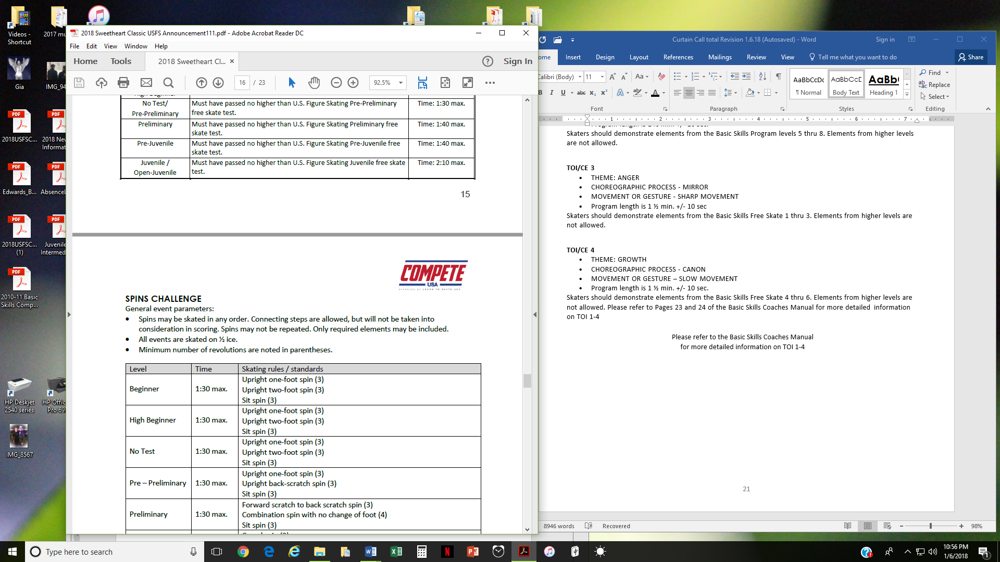 Videos -
Shortcut
2017 mu
Gia
IMG_94
2018USFSC...
2018 New
Informat
Edwards_B...
Absencel
2018USFSC...
(1)
Juvenile
Intermed
2010-11 Basic
Skills Comp...
HP Deskjet
2540 series
HP Offic
Pro 69
IMG_8567
2018 Sweetheart Classic USFS Announcement111.pdf - Adobe Acrobat Reader DC
File Edit View Window Help
Home Tools 2018 Sweetheart Cl... × Sign In
16 / 23 92.5%
No Test/
Pre-Preliminary
Must have passed no higher than U.S. Figure Skating Pre-Preliminary
free skate test.
Time: 1:30 max.
Preliminary
Must have passed no higher than U.S. Figure Skating Preliminary free
skate test.
Time: 1:40 max.
Pre-Juvenile
Must have passed no higher than U.S. Figure Skating Pre-Juvenile free
skate test.
Time: 1:40 max.
Juvenile /
Open-Juvenile
Must have passed no higher than U.S. Figure Skating Juvenile free skate
test.
Time: 2:10 max.
15
COMPETE
USA
APPROVED BY LEARN TO SKATE USA
SPINS CHALLENGE
General event parameters:
• Spins may be skated in any order. Connecting steps are allowed, but will not be taken into
consideration in scoring. Spins may not be repeated. Only required elements may be included.
• All events are skated on ½ ice.
• Minimum number of revolutions are noted in parentheses.
Level Time Skating rules / standards
Beginner 1:30 max.
Upright one-foot spin (3)
Upright two-foot spin (3)
Sit spin (3)
High Beginner 1:30 max.
Upright one-foot spin (3)
Upright two-foot spin (3)
Sit spin (3)
No Test 1:30 max.
Upright one-foot spin (3)
Upright two-foot spin (3)
Sit spin (3)
Pre – Preliminary 1:30 max.
Upright one-foot spin (3)
Upright back-scratch spin (3)
Sit spin (3)
Preliminary 1:30 max.
Forward scratch to back scratch spin (3)
Combination spin with no change of foot (4)
Sit spin (3)
Curtain Call total Revision 1.6.18 (Autosaved) - Word
Sign in
ome Insert Design Layout References Mailings Review View Tell me what you want to do Share
alibri (Body) 11 Aa
I U abc X₂ X² A ab A
Font Paragraph Styles Editing
AaBbCcDc AaBbCcE AaBb(
¶ Normal Body Text Heading 1
Find
Replace
Select
1 2 3 4 5 6 7
Skaters should demonstrate elements from the Basic Skills Program levels 5 thru 8. Elements from higher levels
are not allowed.
TOI/CE 3
• THEME: ANGER
• CHOREOGRAPHIC PROCESS - MIRROR
• MOVEMENT OR GESTURE - SHARP MOVEMENT
• Program length is 1 ½ min. +/- 10 sec
Skaters should demonstrate elements from the Basic Skills Free Skate 1 thru 3. Elements from higher levels are
not allowed.
TOI/CE 4
• THEME: GROWTH
• CHOREOGRAPHIC PROCESS - CANON
• MOVEMENT OR GESTURE – SLOW MOVEMENT
• Program length is 1 ½ min. +/- 10 sec.
Skaters should demonstrate elements from the Basic Skills Free Skate 4 thru 6. Elements from higher levels are
not allowed. Please refer to Pages 23 and 24 of the Basic Skills Coaches Manual for more detailed information
on TOI 1-4
Please refer to the Basic Skills Coaches Manual
for more detailed information on TOI 1-4
21
8946 words Recovered 98%
Type here to search
10:56 PM
1/6/2018